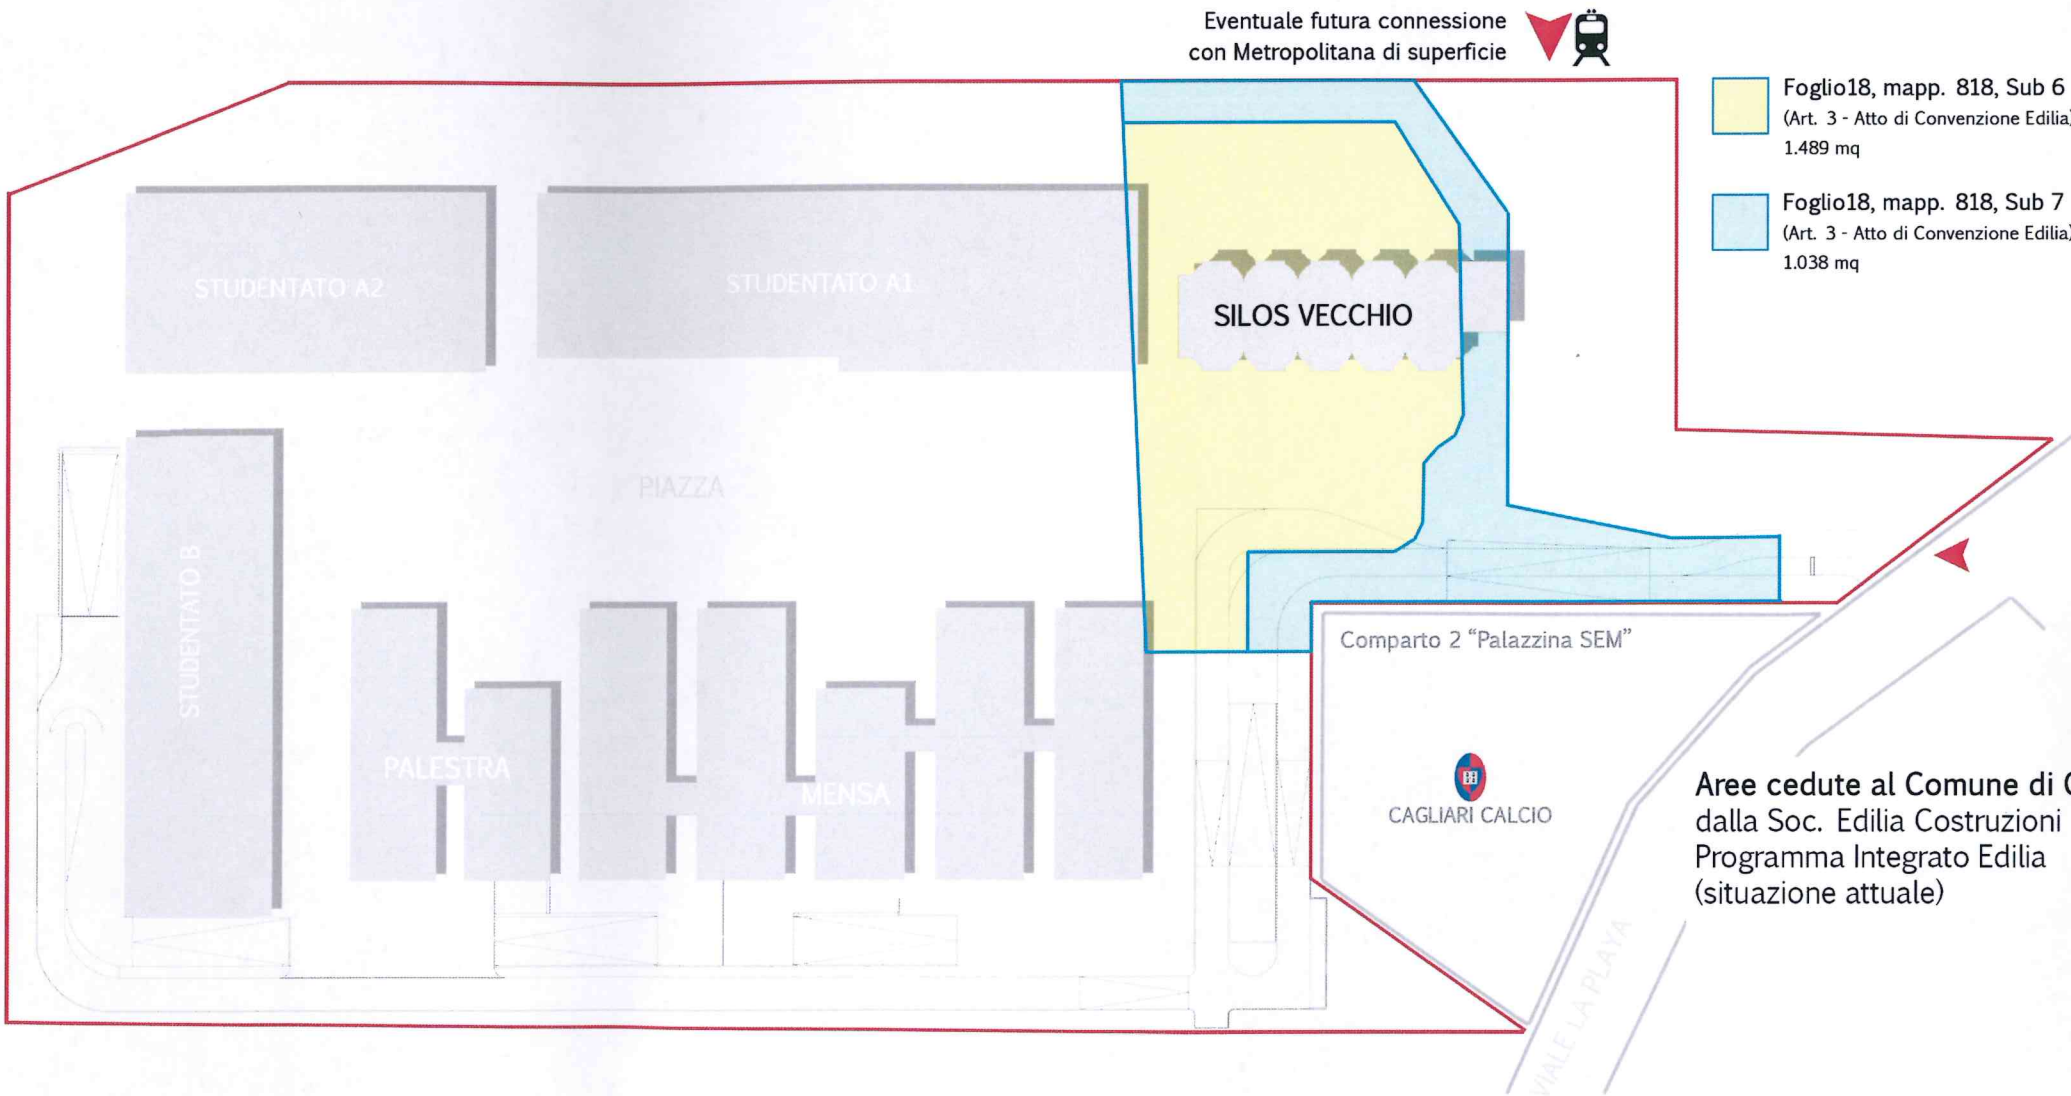 Eventuale futura connessione
con Metropolitana di superficie
Foglio18, mapp. 818, Sub 6
(Art. 3 - Atto di Convenzione Edilia)
1.489 mq
Foglio18, mapp. 818, Sub 7
(Art. 3 - Atto di Convenzione Edilia)
1.038 mq
STUDENTATO A2
STUDENTATO A1
SILOS VECCHIO
PIAZZA
STUDENTATO B
Comparto 2 “Palazzina SEM”
PALESTRA
MENSA
CAGLIARI CALCIO
Aree cedute al Comune di
dalla Soc. Edilia Costruzioni
Programma Integrato Edilia
(situazione attuale)
VIALE LA PLAYA